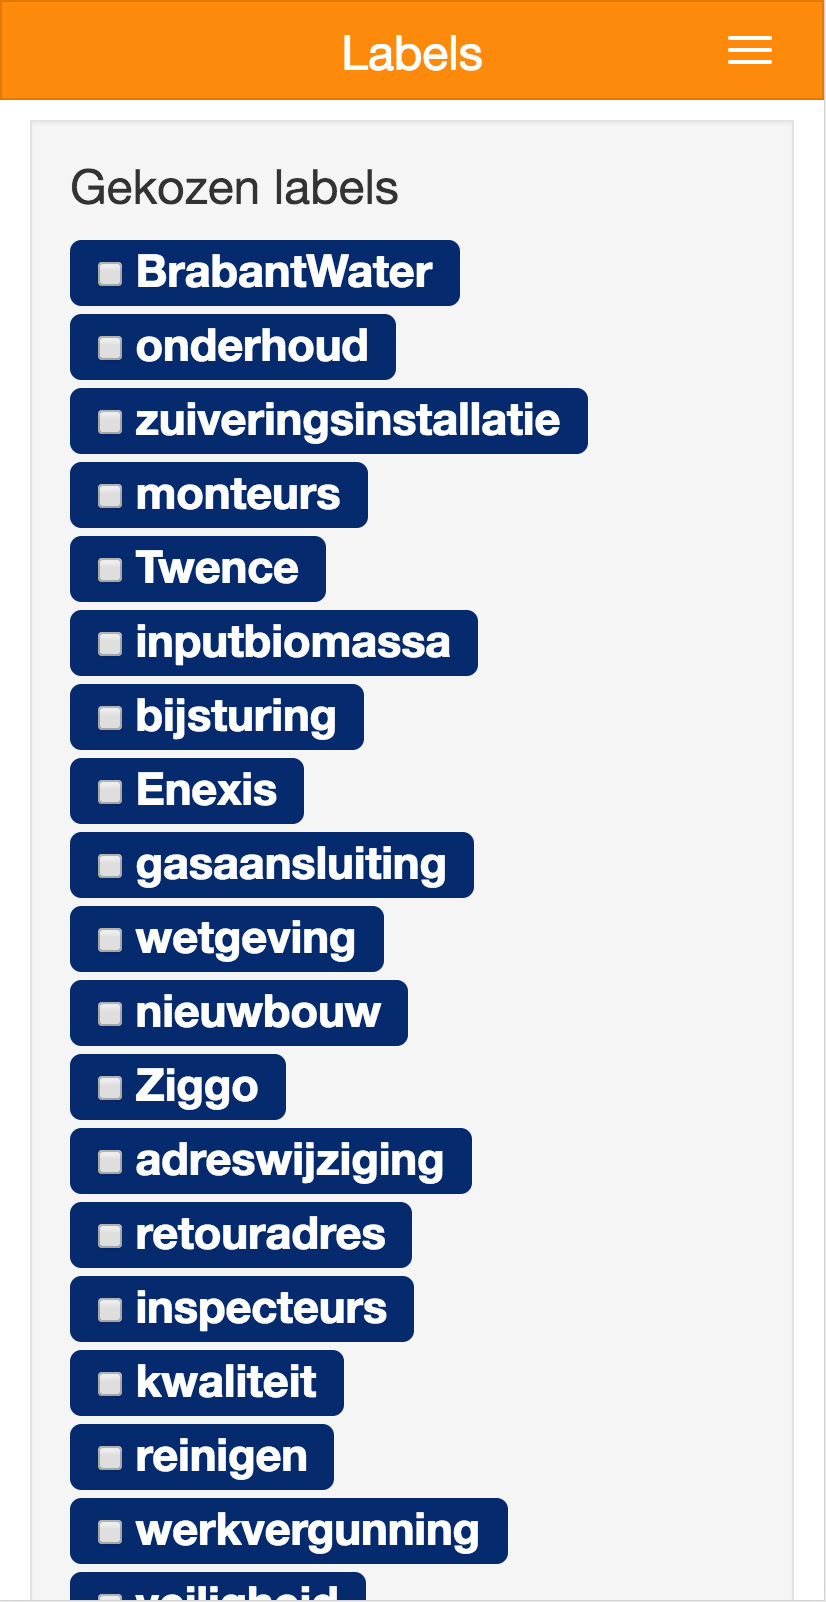 Labels
Gekozen labels
BrabantWater
onderhoud
zuiveringsinstallatie
monteurs
Twence
inputbiomassa
bijsturing
Enexis
gasaansluiting
wetgeving
nieuwbouw
Ziggo
adreswijziging
retouradres
inspecteurs
kwaliteit
reinigen
werkvergunning
veiligheid